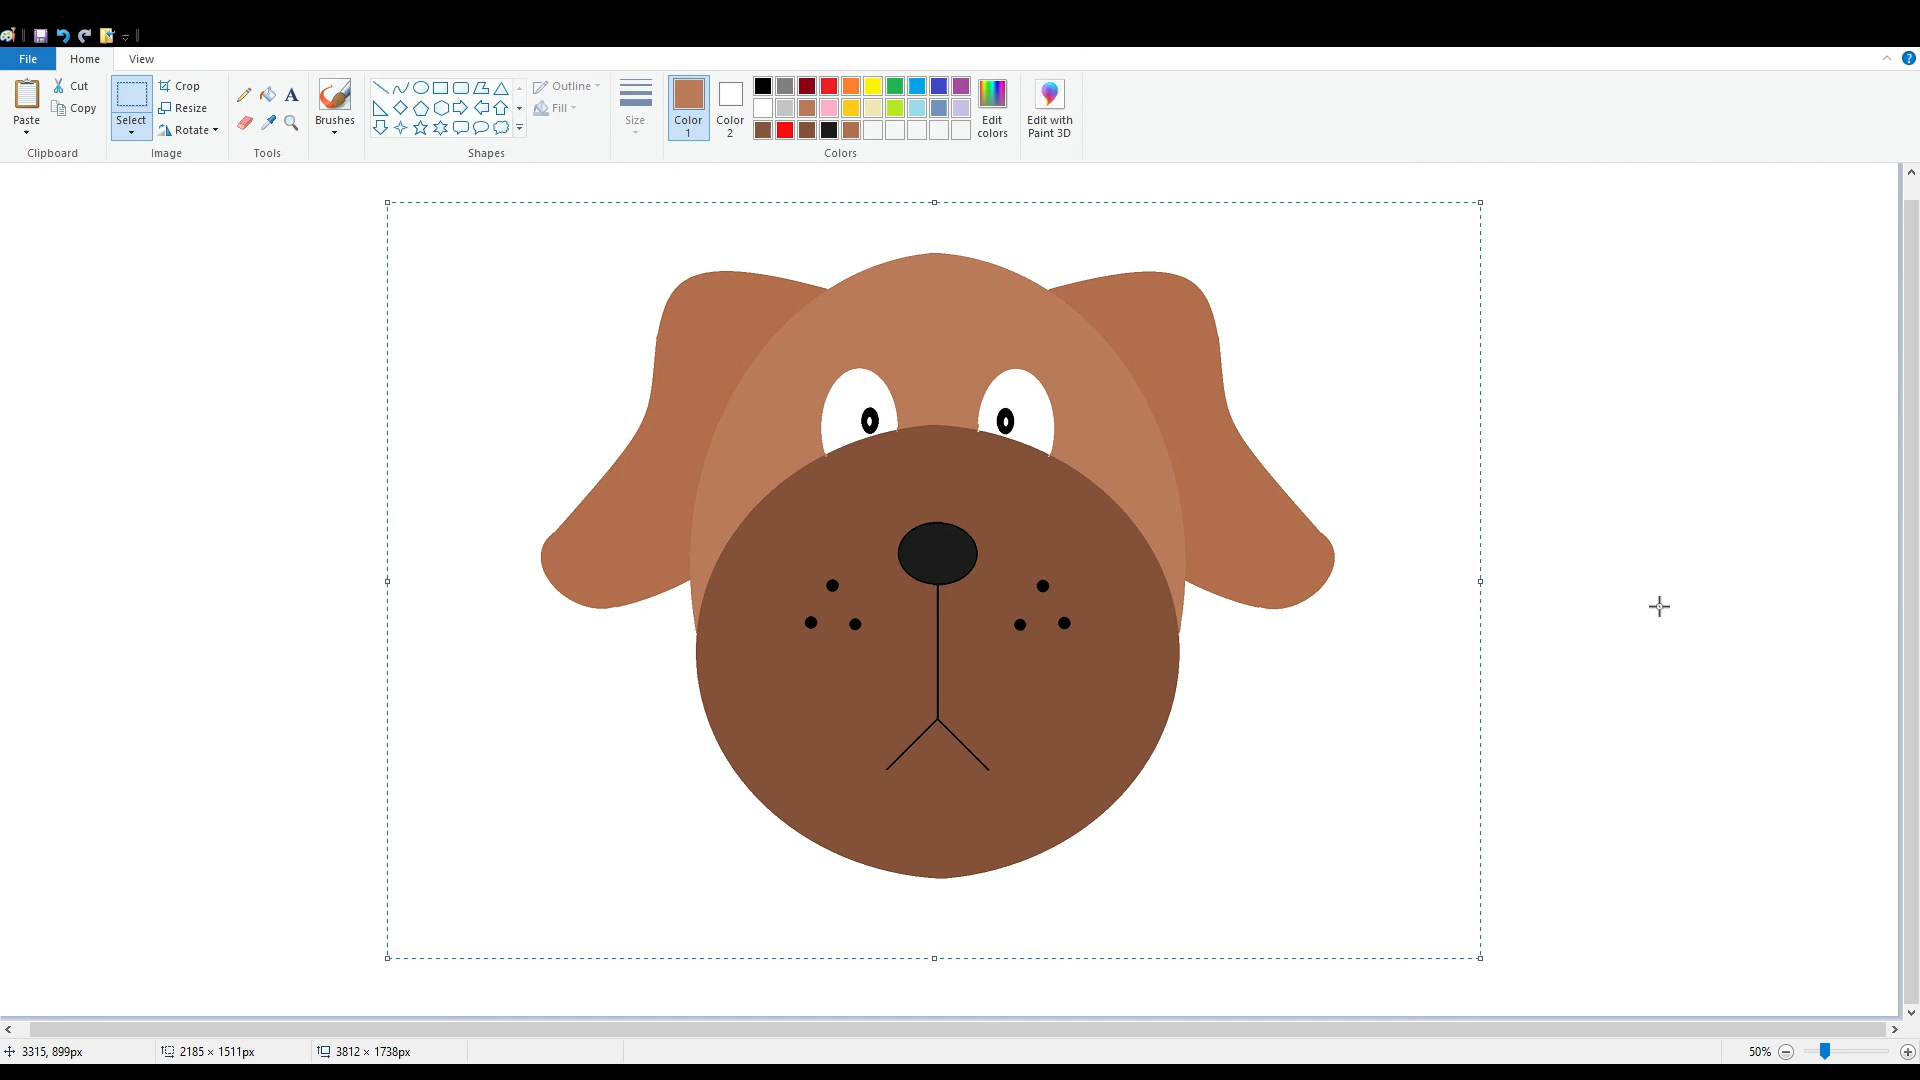 File Home View
Paste
Cut
Copy
Clipboard
Select
Crop
Resize
Rotate
Image
A
Tools
Brushes
Outline
Fill
Shapes
Size
Color
1
Color
2
Edit
colors
Colors
Edit with
Paint 3D
?
3315, 899px 2185 × 1511px 3812 × 1738px 50%